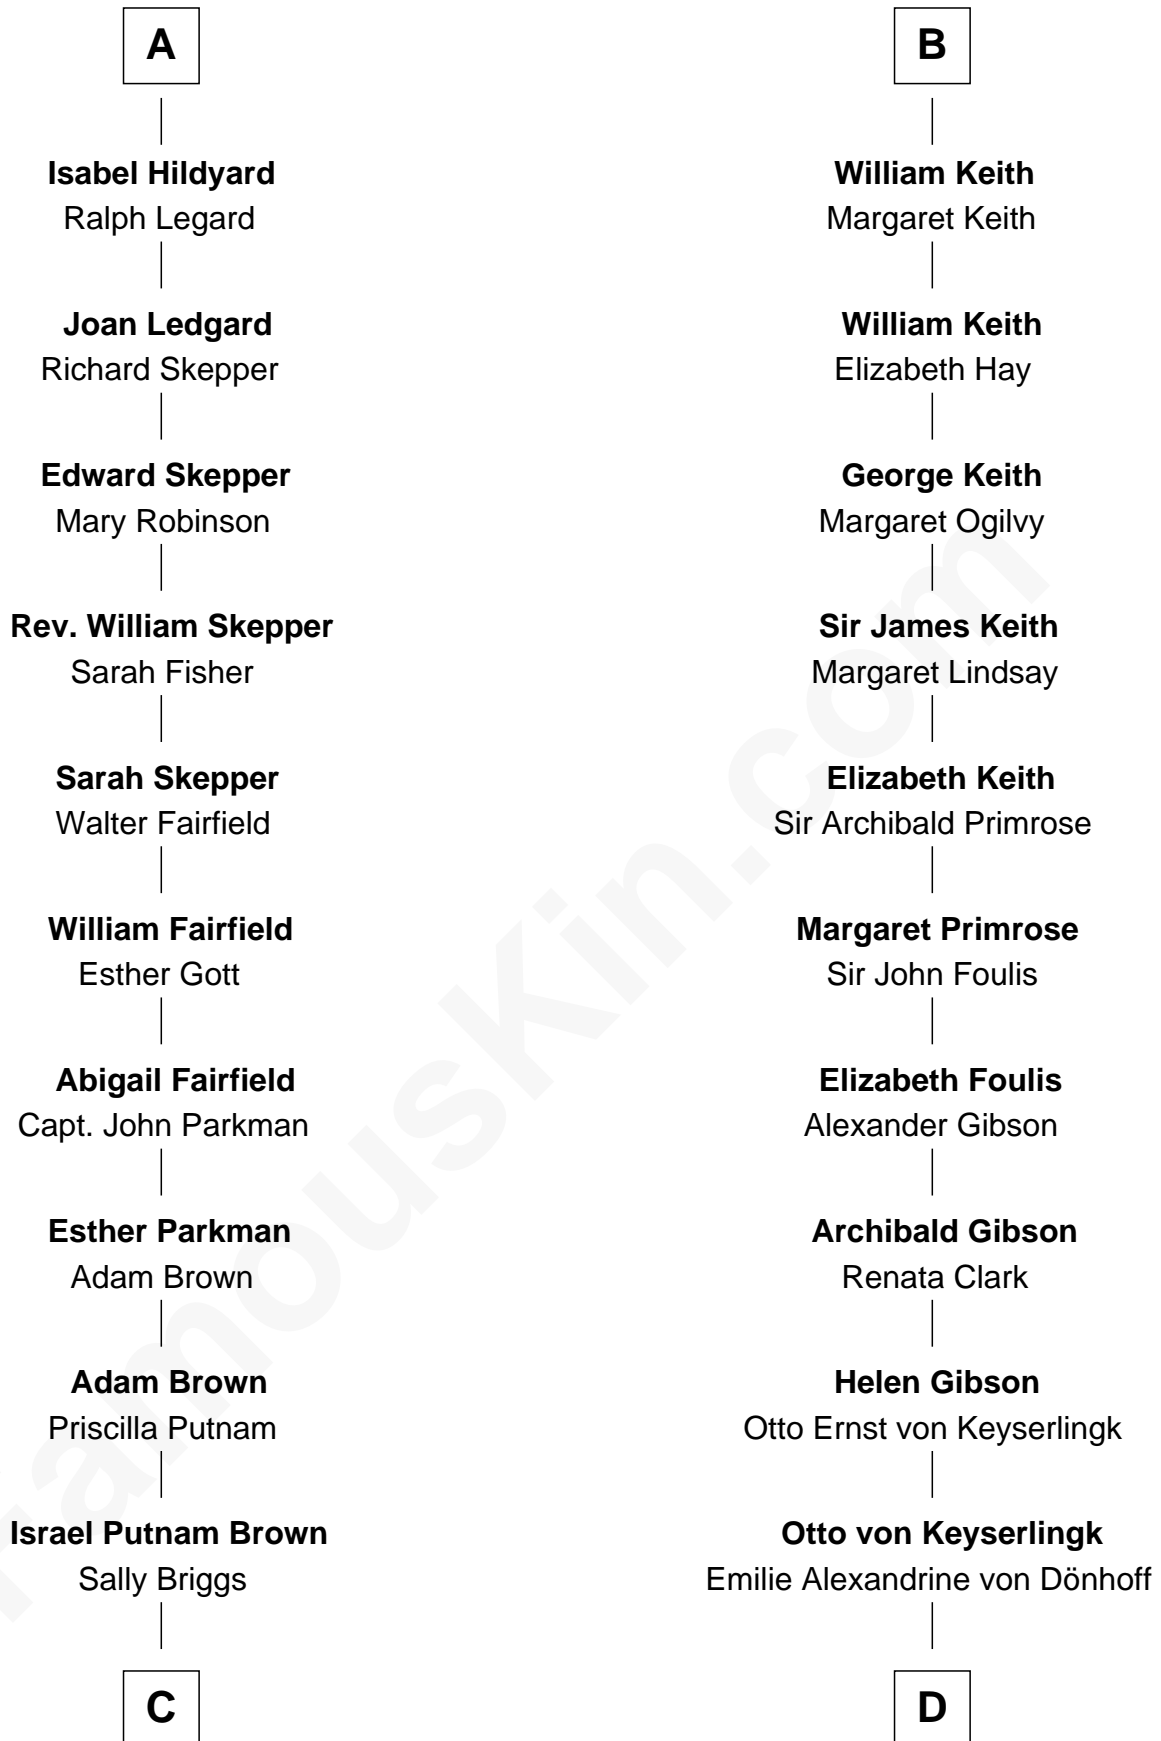 A
Isabel Hildyard
Ralph Legard
Joan Ledgard
Richard Skepper
Edward Skepper
Mary Robinson
Rev. William Skepper
Sarah Fisher
Sarah Skepper
Walter Fairfield
William Fairfield
Esther Gott
Abigail Fairfield
Capt. John Parkman
Esther Parkman
Adam Brown
Adam Brown
Priscilla Putnam
Israel Putnam Brown
Sally Briggs
C
B
William Keith
Margaret Keith
William Keith
Elizabeth Hay
George Keith
Margaret Ogilvy
Sir James Keith
Margaret Lindsay
Elizabeth Keith
Sir Archibald Primrose
Margaret Primrose
Sir John Foulis
Elizabeth Foulis
Alexander Gibson
Archibald Gibson
Renata Clark
Helen Gibson
Otto Ernst von Keyserlingk
Otto von Keyserlingk
Emilie Alexandrine von Dönhoff
D
FamousKin.com